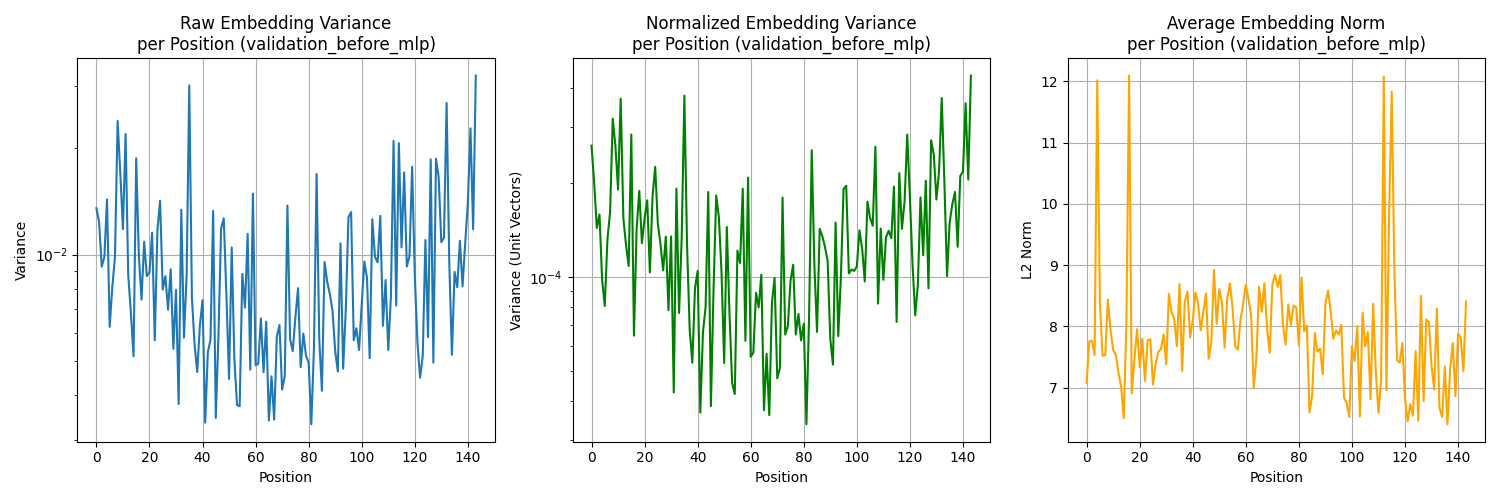 Raw Embedding Variance
per Position (validation_before_mlp)
Variance
10⁻²
0 20 40 60 80 100 120 140
Position
Normalized Embedding Variance
per Position (validation_before_mlp)
Variance (Unit Vectors)
10⁻⁴
0 20 40 60 80 100 120 140
Position
Average Embedding Norm
per Position (validation_before_mlp)
L2 Norm
12
11
10
9
8
7
0 20 40 60 80 100 120 140
Position